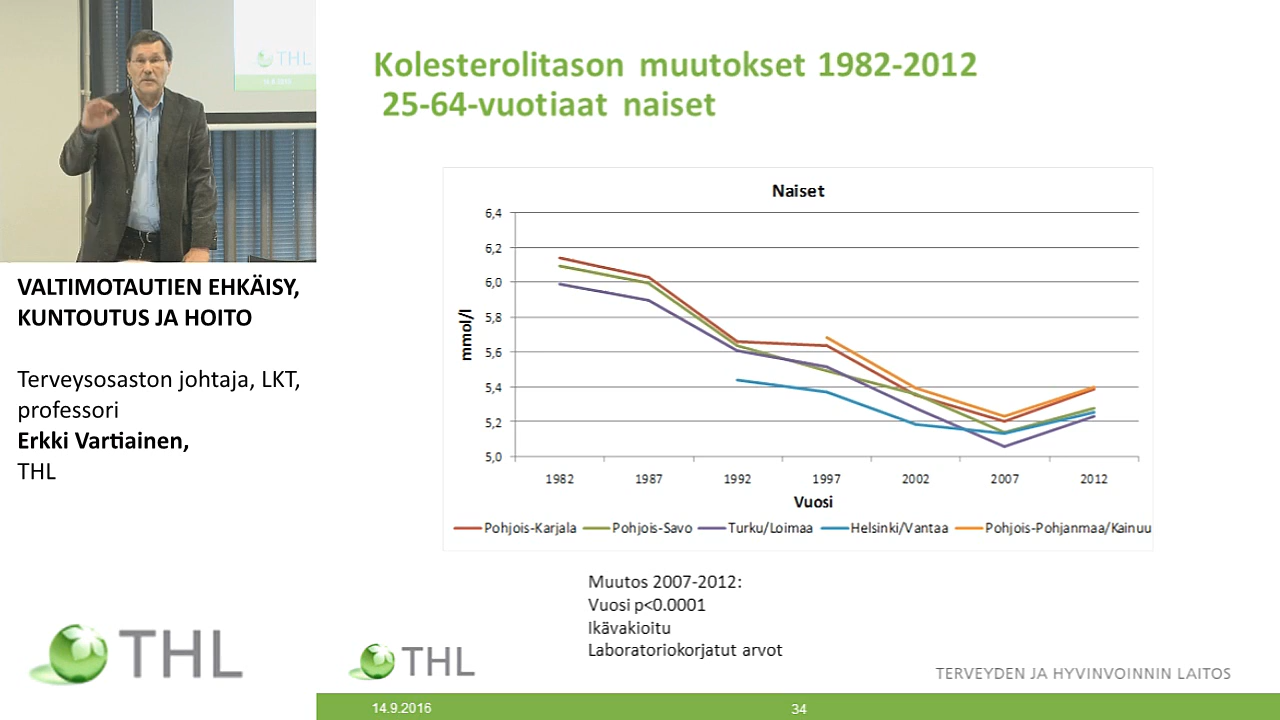 THL
VALTIMOTAUTIEN EHKÄISY,
KUNTOUTUS JA HOITO
Terveysosaston johtaja, LKT,
professori
Erkki Vartiainen,
THL
THL
Kolesterolitason muutokset 1982-2012
25-64-vuotiaat naiset
Naiset
mmol/l
6,4
6,2
6,0
5,8
5,6
5,4
5,2
5,0
1982 1987 1992 1997 2002 2007 2012
Vuosi
Pohjois-Karjala Pohjois-Savo Turku/Loimaa Helsinki/Vantaa Pohjois-Pohjanmaa/Kainuu
Muutos 2007-2012:
Vuosi p<0.0001
Ikävakioitu
Laboratoriokorjatut arvot
THL
TERVEYDEN JA HYVINVOINNIN LAITOS
14.9.2016 34